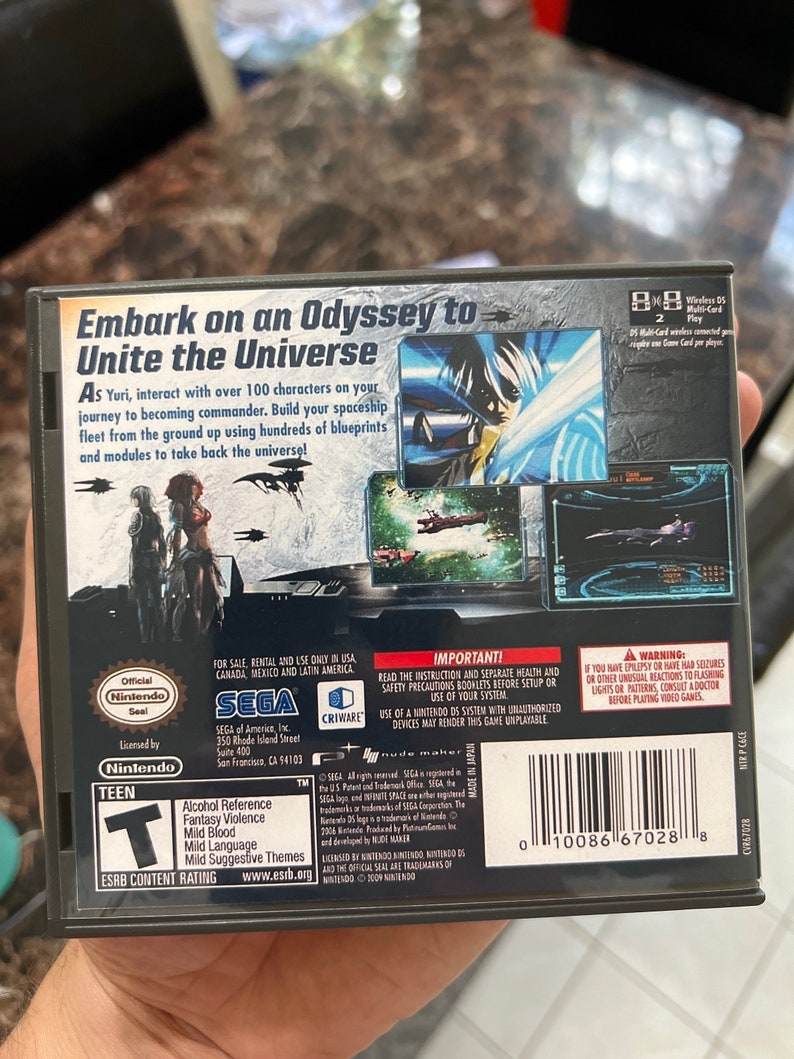 Embark on an Odyssey to
Unite the Universe
As Yuri, interact with over 100 characters on your
journey to becoming commander. Build your spaceship
fleet from the ground up using hundreds of blueprints
and modules to take back the universe!
2
Wireless DS
Multi-Card
Play
DS Multi-Card wireless connected
require one Game Card per player.
Official
Nintendo
Seal
Licensed by
Nintendo
FOR SALE, RENTAL AND USE ONLY IN USA,
CANADA, MEXICO AND LATIN AMERICA.
SEGA
CRIWARE
SEGA of America, Inc.
350 Rhode Island Street
Suite 400
San Francisco, CA 94103
IMPORTANT!
READ THE INSTRUCTION AND SEPARATE HEALTH AND
SAFETY PRECAUTIONS BOOKLETS BEFORE SETUP OR
USE OF YOUR SYSTEM.
USE OF A NINTENDO DS SYSTEM WITH UNAUTHORIZED
DEVICES MAY RENDER THIS GAME UNPLAYABLE.
WARNING:
IF YOU HAVE EPILEPSY OR HAVE HAD SEIZURES
OR OTHER UNUSUAL REACTIONS TO FLASHING
LIGHTS OR PATTERNS, CONSULT A DOCTOR
BEFORE PLAYING VIDEO GAMES.
nude maker
© SEGA. All rights reserved. SEGA is registered in
the U.S. Patent and Trademark Office. SEGA, the
SEGA logo, and INFINITE SPACE are either registered
trademarks or trademarks of SEGA Corporation. The
Nintendo DS logo is a trademark of Nintendo. ©
2006 Nintendo. Produced by PlatinumGames Inc.
and developed by NUDE MAKER
LICENSED BY NINTENDO. NINTENDO, NINTENDO DS
AND THE OFFICIAL SEAL ARE TRADEMARKS OF
NINTENDO. © 2009 NINTENDO
MADE IN JAPAN
TEEN
TM
T
Alcohol Reference
Fantasy Violence
Mild Blood
Mild Language
Mild Suggestive Themes
ESRB CONTENT RATING www.esrb.org
0 10086 67028 8
NTR P C6CE
CVR67028